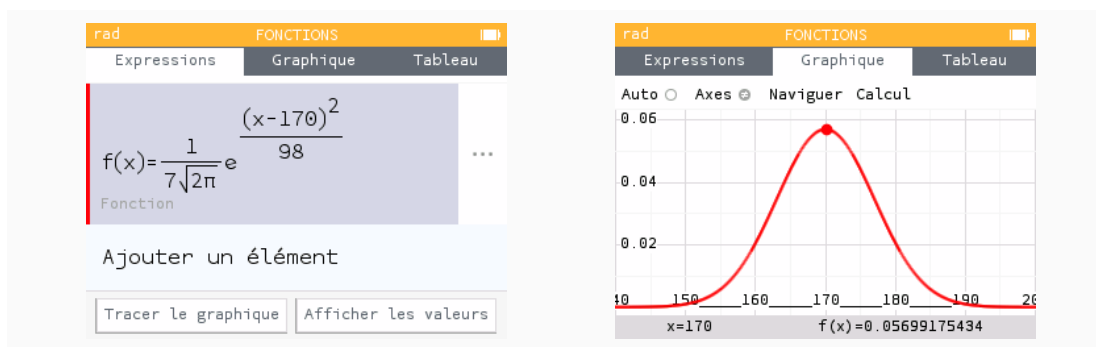 rad FONCTIONS
Expressions Graphique Tableau
f(x)=1/(7√(2π)) e^((x-170)^2/98)
Fonction
...
Ajouter un élément
Tracer le graphique Afficher les valeurs
rad FONCTIONS
Expressions Graphique Tableau
Auto Axes Naviguer Calcul
0.06
0.04
0.02
40 150 160 170 180 190 20
x=170 f(x)=0.05699175434